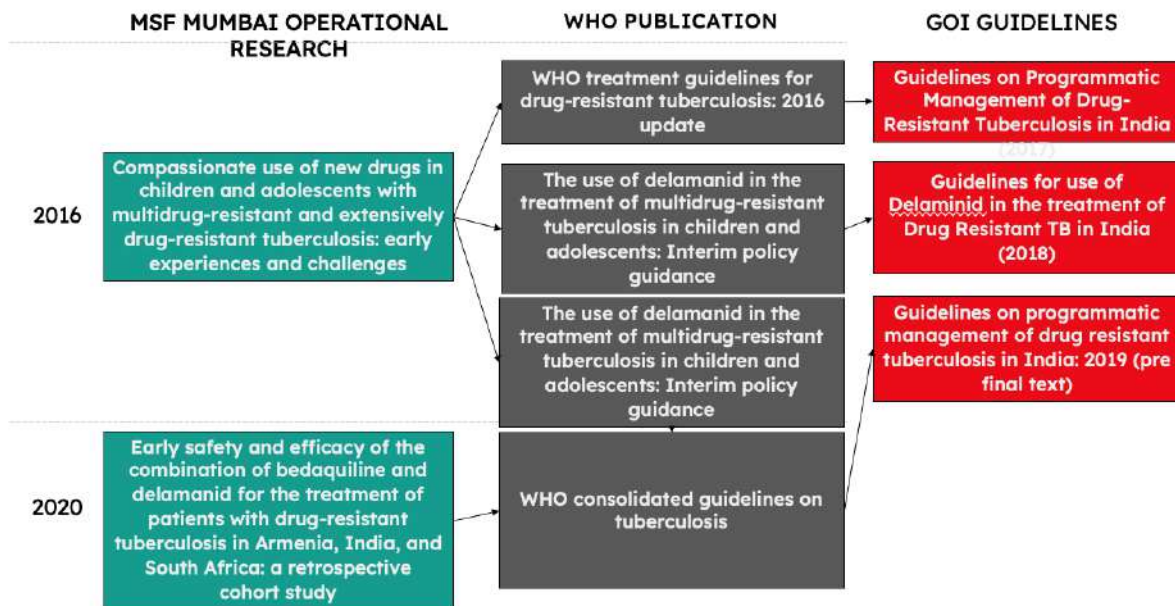 MSF MUMBAI OPERATIONAL
RESEARCH
WHO PUBLICATION
GOI GUIDELINES
2016
Compassionate use of new drugs in
children and adolescents with
multidrug-resistant and extensively
drug-resistant tuberculosis: early
experiences and challenges
WHO treatment guidelines for
drug-resistant tuberculosis: 2016
update
Guidelines on Programmatic
Management of Drug-
Resistant Tuberculosis in India
(2017)
The use of delamanid in the
treatment of multidrug-resistant
tuberculosis in children and
adolescents: Interim policy
guidance
Guidelines for use of
Delaminid in the treatment of
Drug Resistant TB in India
(2018)
The use of delamanid in the
treatment of multidrug-resistant
tuberculosis in children and
adolescents: Interim policy
guidance
Guidelines on programmatic
management of drug resistant
tuberculosis in India: 2019 (pre
final text)
2020
Early safety and efficacy of the
combination of bedaquiline and
delamanid for the treatment of
patients with drug-resistant
tuberculosis in Armenia, India, and
South Africa: a retrospective
cohort study
WHO consolidated guidelines on
tuberculosis